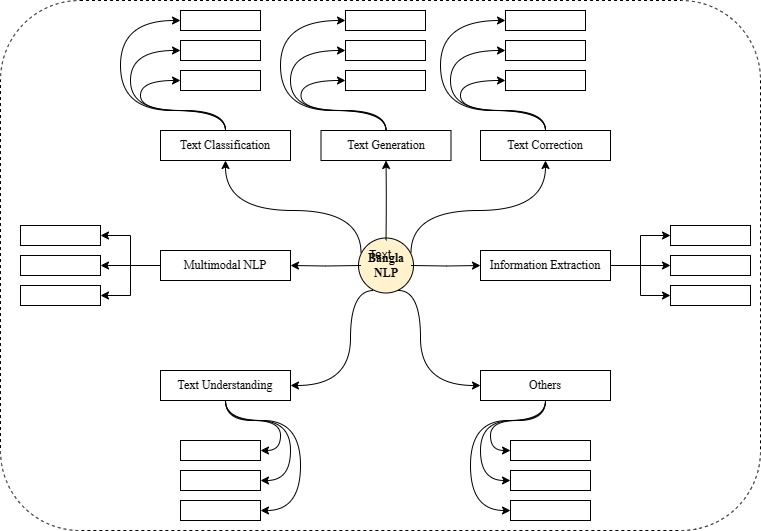 Text Classification
Text Generation
Text Correction
Multimodal NLP
Text
Bangla
NLP
Information Extraction
Text Understanding
Others